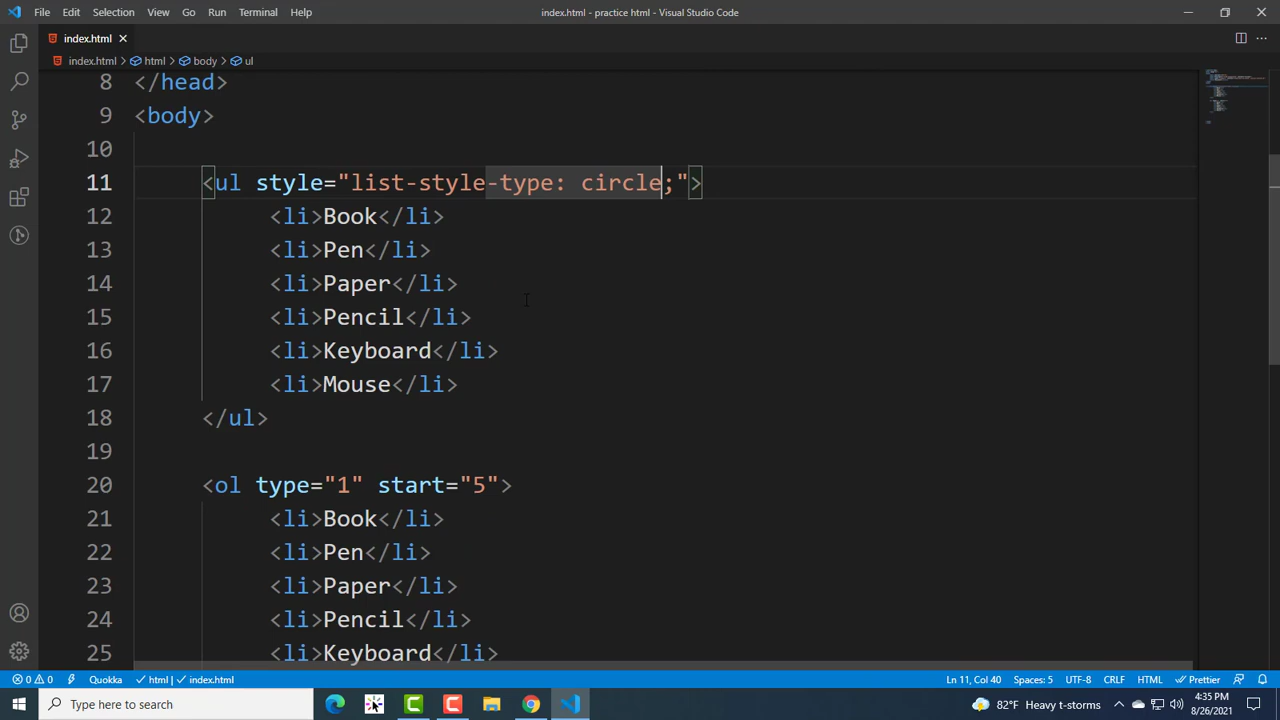 File Edit Selection View Go Run Terminal Help index.html - practice html - Visual Studio Code
index.html
index.html html body ul
8 </head>
9 <body>
10
11 <ul style="list-style-type: circle;">
12 <li>Book</li>
13 <li>Pen</li>
14 <li>Paper</li>
15 <li>Pencil</li>
16 <li>Keyboard</li>
17 <li>Mouse</li>
18 </ul>
19
20 <ol type="1" start="5">
21 <li>Book</li>
22 <li>Pen</li>
23 <li>Paper</li>
24 <li>Pencil</li>
25 <li>Keyboard</li>
0 0 Quokka html | index.html Ln 11, Col 40 Spaces: 5 UTF-8 CRLF HTML Prettier
Type here to search 82°F Heavy t-storms 4:35 PM
8/26/2021